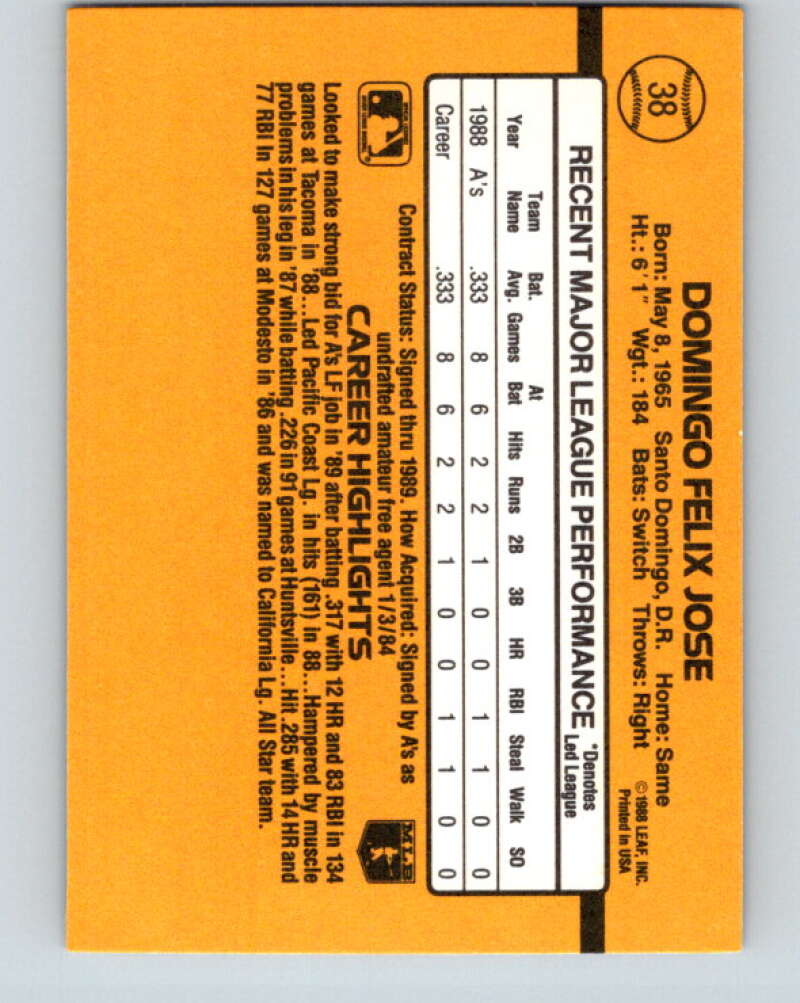 38
DOMINGO FELIX JOSE
Born: May 8, 1965 Santo Domingo, D.R. Home: Same
Ht.: 6'1" Wgt.: 184 Bats: Switch Throws: Right
©1988 LEAF, INC.
Printed in USA
RECENT MAJOR LEAGUE PERFORMANCE *Denotes Led League
Year Team Name Bat. Avg. Games At Bat Hits Runs 2B 3B HR RBI Steal Walk SO
1988 A's .333 8 6 2 2 1 0 0 1 1 0 0
Career .333 8 6 2 2 1 0 0 1 1 0 0
Contract Status: Signed thru 1989. How Acquired: Signed by A's as
undrafted amateur free agent 1/3/84
MLB
CAREER HIGHLIGHTS
Looked to make strong bid for A's LF job in '89 after batting .317 with 12 HR and 83 RBI in 134
games at Tacoma in '88...Led Pacific Coast Lg. in hits (161) in 88...Hampered by muscle
problems in his leg in '87 while batting .226 in 91 games at Huntsville...Hit .285 with 14 HR and
77 RBI in 127 games at Modesto in '86 and was named to California Lg. All Star team.